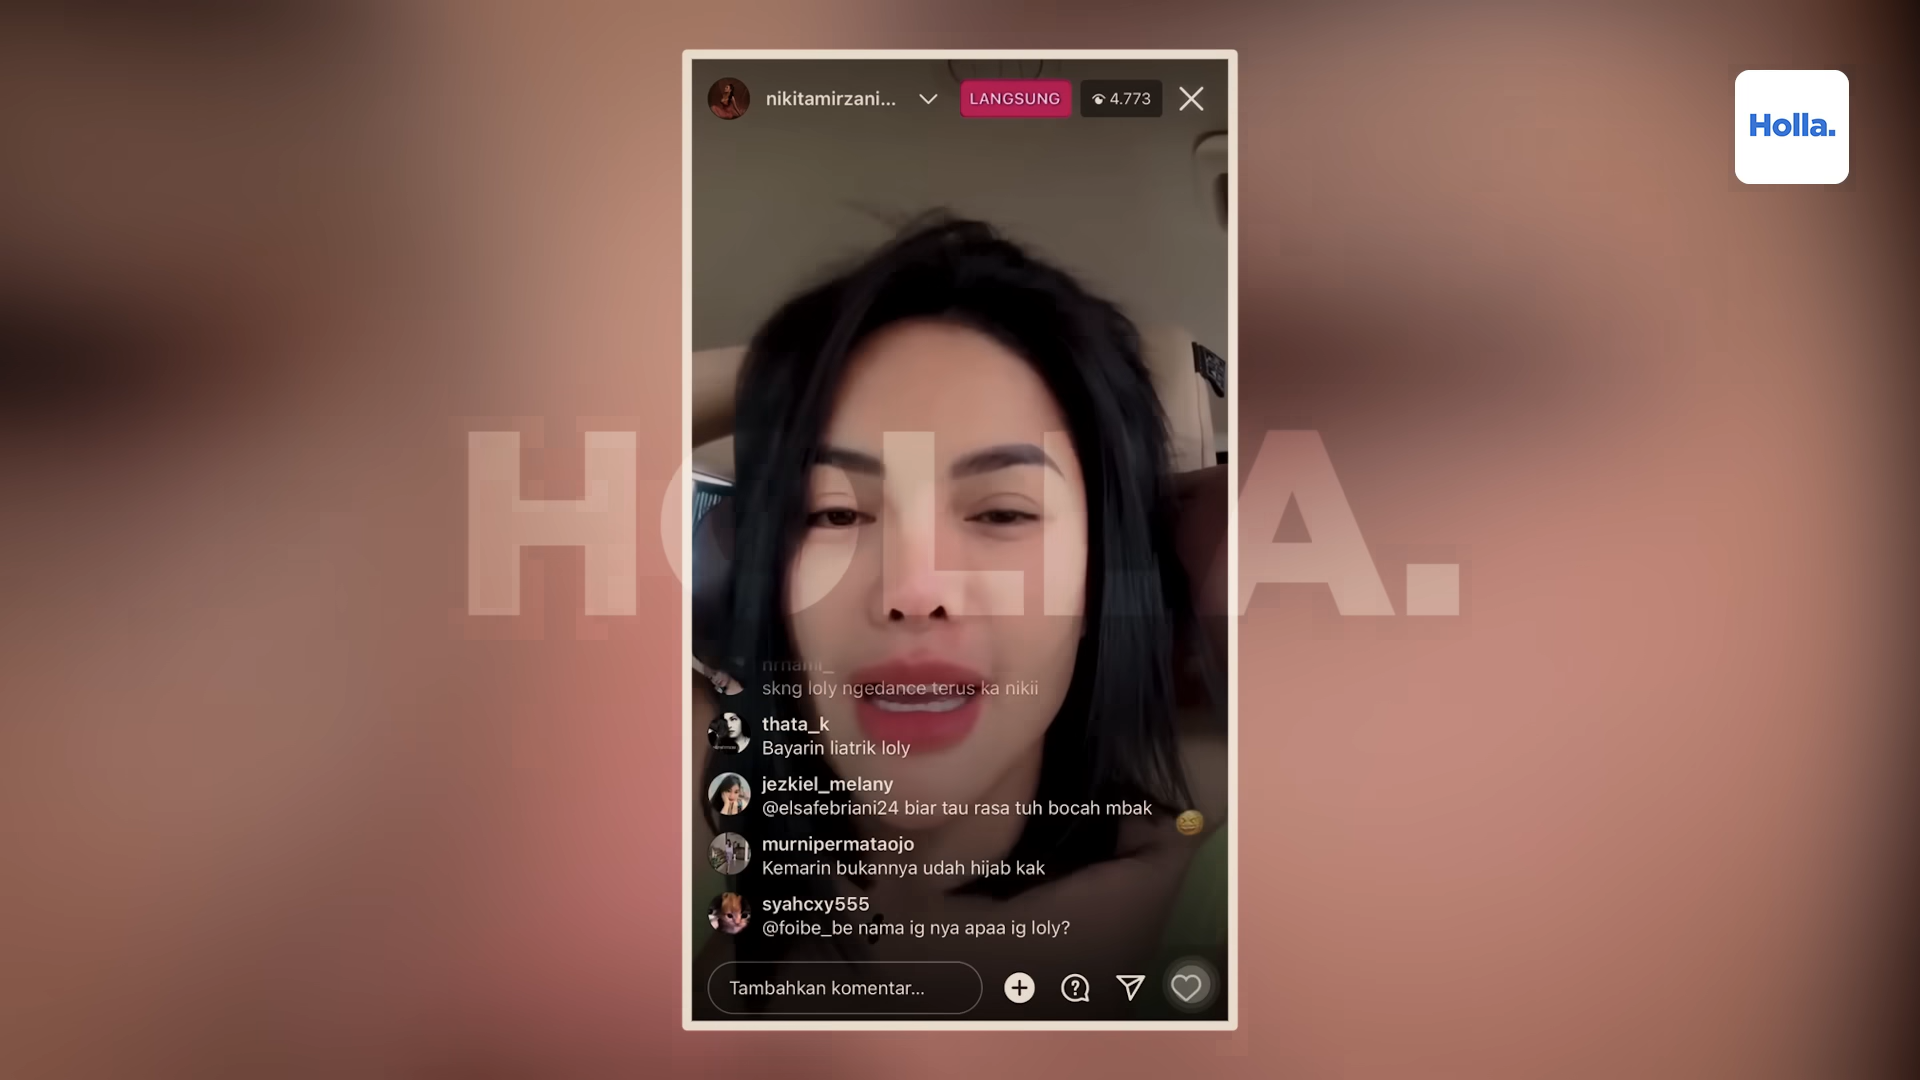 nikitamirzani...
LANGSUNG
4.773
Holla.
HOLLA.
nrnami_
skng loly ngedance terus ka nikii
thata_k
Bayarin liatrik loly
jezkiel_melany
@elsafebriani24 biar tau rasa tuh bocah mbak
murnipermataojo
Kemarin bukannya udah hijab kak
syahcxy555
@foibe_be nama ig nya apaa ig loly?
Tambahkan komentar...